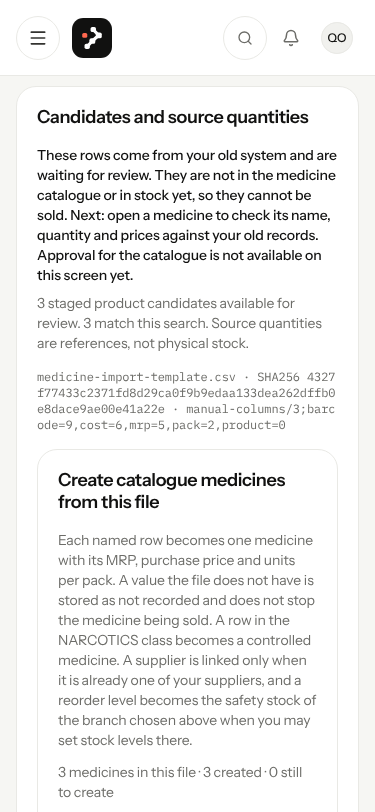 QO
Candidates and source quantities
These rows come from your old system and are
waiting for review. They are not in the medicine
catalogue or in stock yet, so they cannot be
sold. Next: open a medicine to check its name,
quantity and prices against your old records.
Approval for the catalogue is not available on
this screen yet.
3 staged product candidates available for
review. 3 match this search. Source quantities
are references, not physical stock.
medicine-import-template.csv · SHA256 4327
f77433c2371fd8d29ca0f9b9edaa133dea262dffb0
e8dace9ae00e41a22e · manual-columns/3;barc
ode=9,cost=6,mrp=5,pack=2,product=0
Create catalogue medicines
from this file
Each named row becomes one medicine
with its MRP, purchase price and units
per pack. A value the file does not have is
stored as not recorded and does not stop
the medicine being sold. A row in the
NARCOTICS class becomes a controlled
medicine. A supplier is linked only when
it is already one of your suppliers, and a
reorder level becomes the safety stock of
the branch chosen above when you may
set stock levels there.
3 medicines in this file · 3 created · 0 still
to create